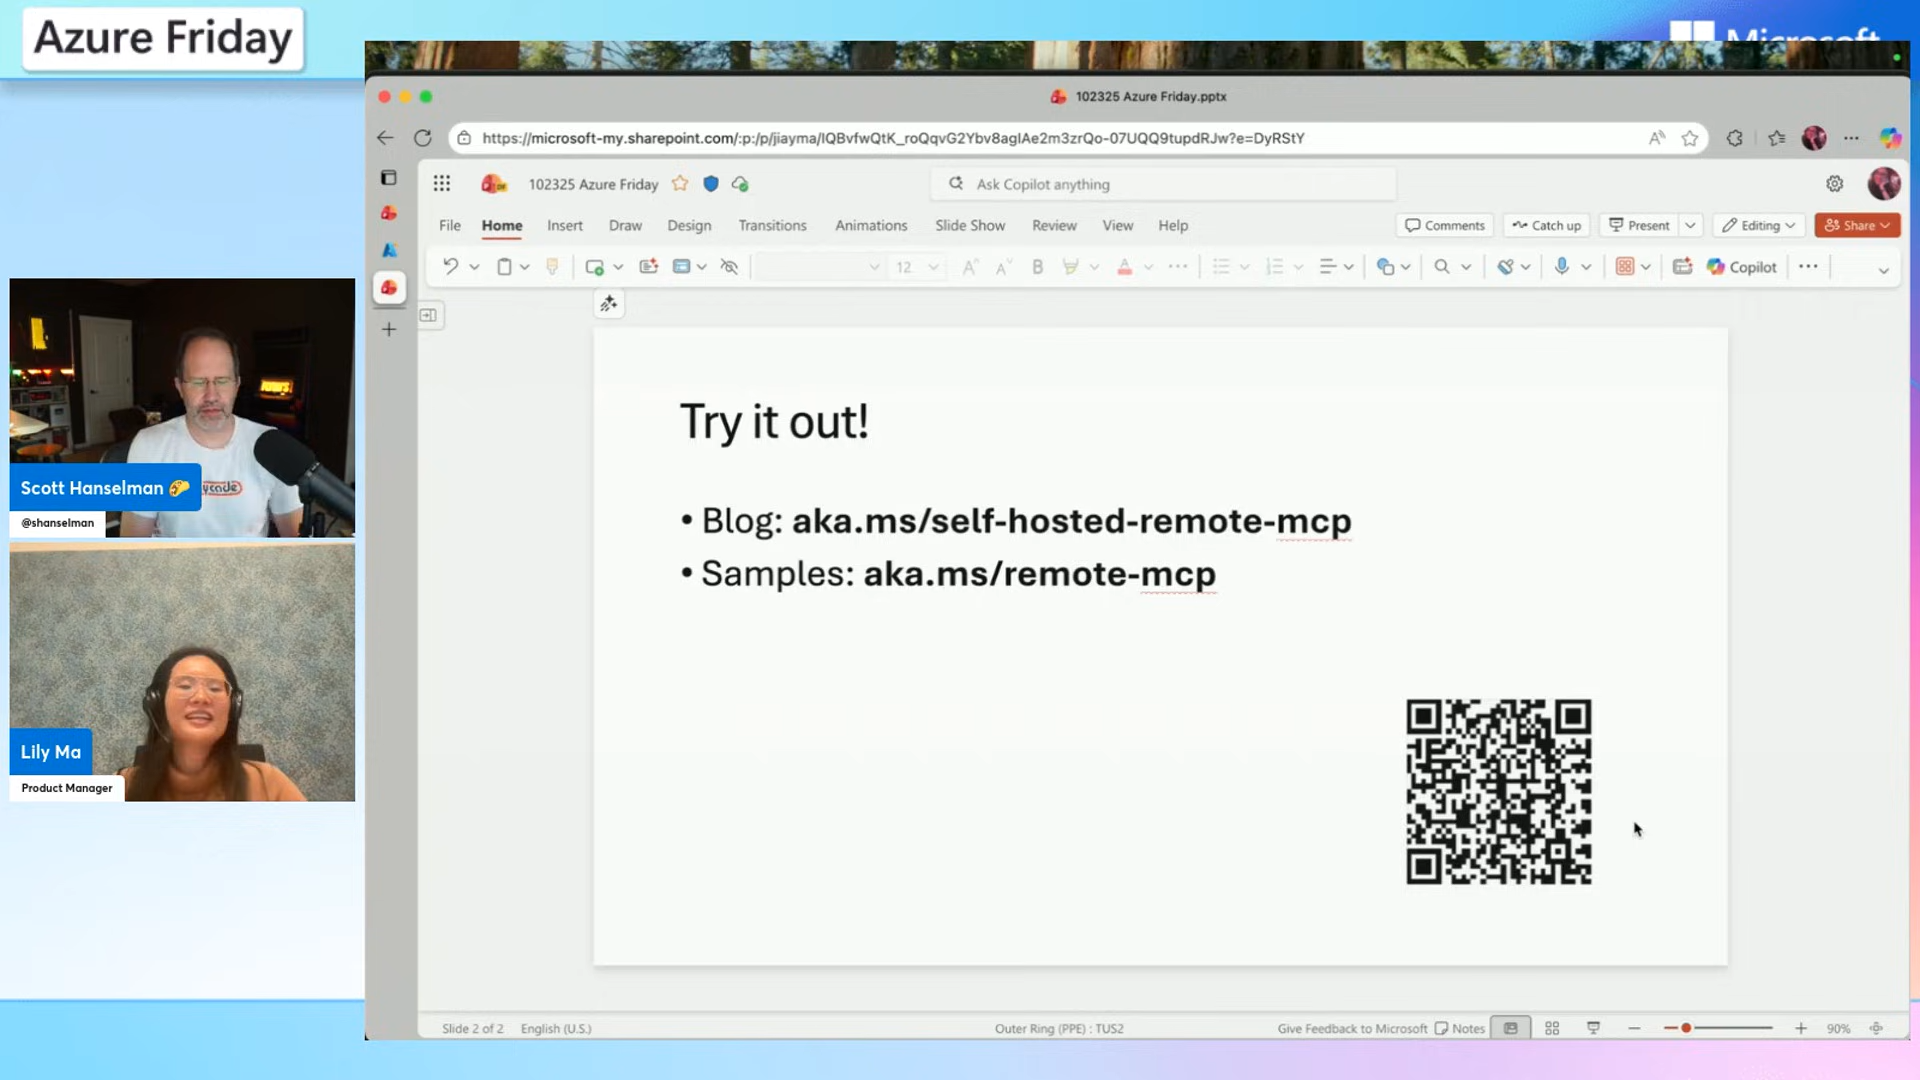 Azure Friday
Microsoft
102325 Azure Friday.pptx
https://microsoft-my.sharepoint.com/:p:/p/jiayma/IQBvfwQtK_roQqvG2Ybv8agIAe2m3zrQo-07UQQ9tupdRJw?e=DyRStY
102325 Azure Friday
Ask Copilot anything
File Home Insert Draw Design Transitions Animations Slide Show Review View Help
Comments Catch up Present Editing Share
12
Copilot
Try it out!
• Blog: aka.ms/self-hosted-remote-mcp
• Samples: aka.ms/remote-mcp
Scott Hanselman 🌮
@shanselman
Lily Ma
Product Manager
Slide 2 of 2 English (U.S.) Outer Ring (PPE) : TUS2 Give Feedback to Microsoft Notes 90%